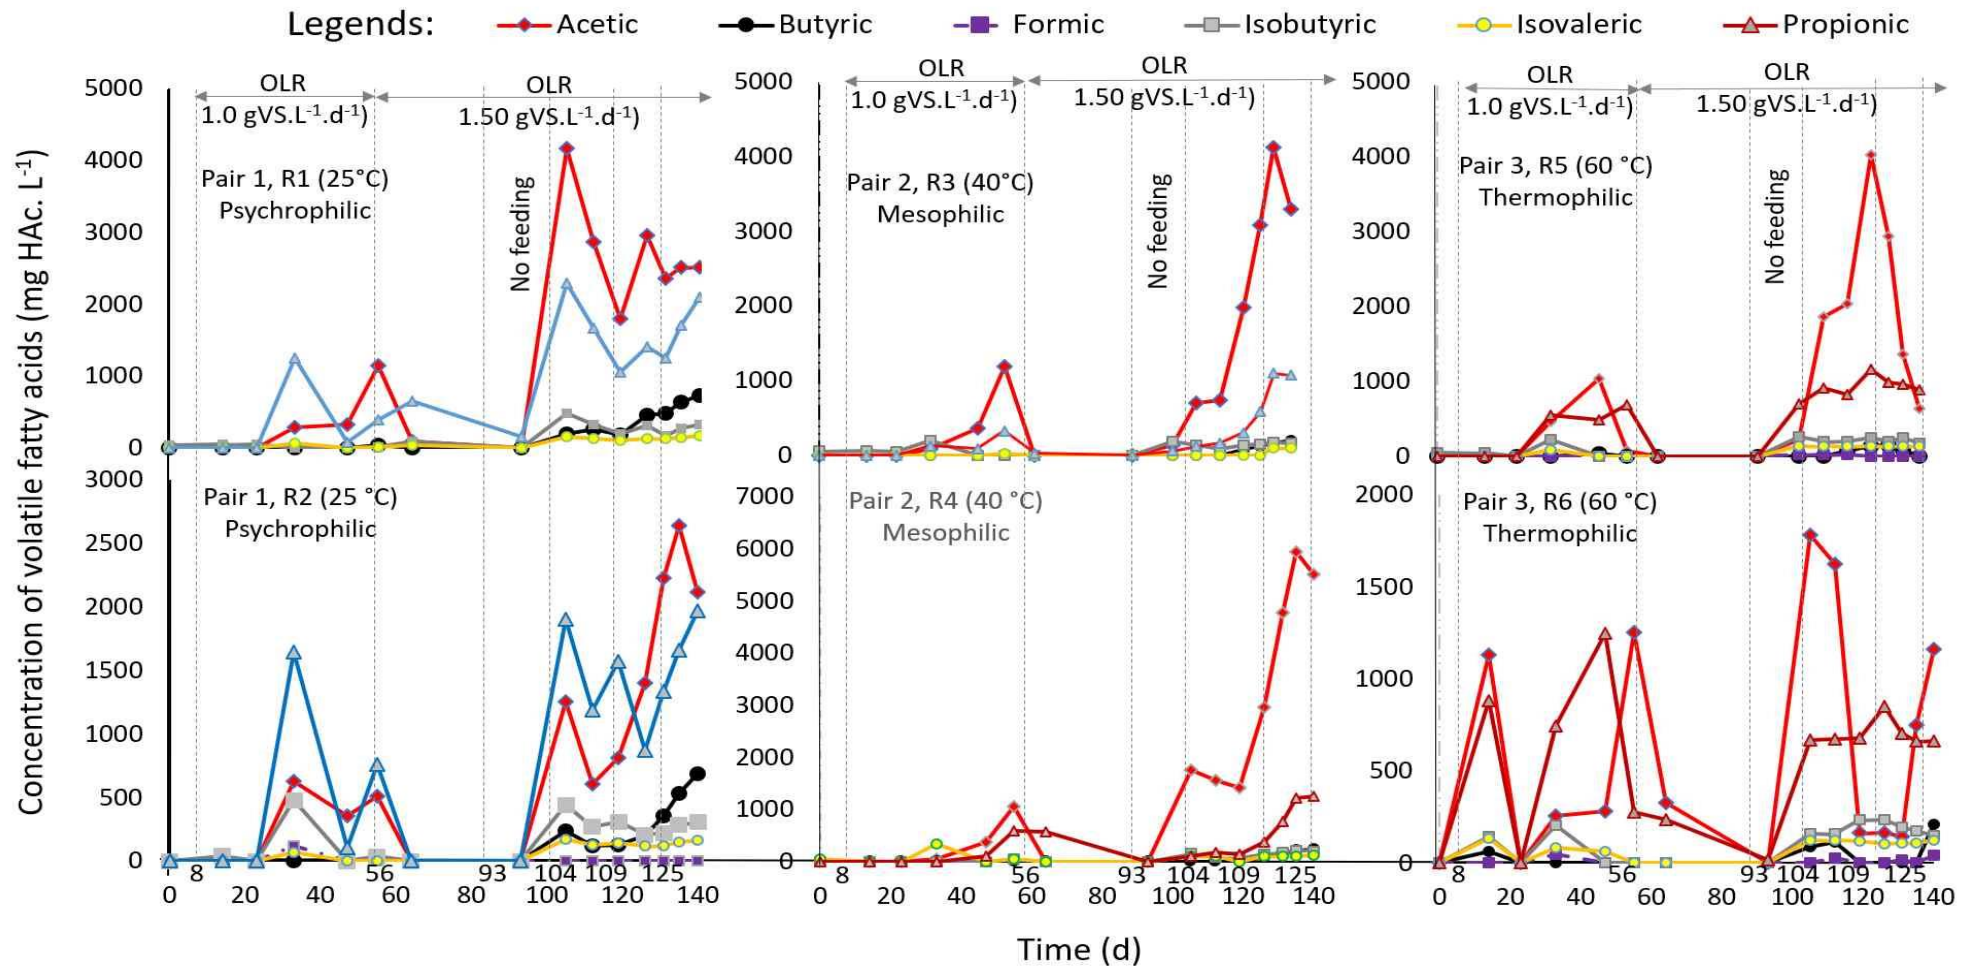 Legends: Acetic Butyric Formic Isobutyric Isovaleric Propionic
Concentration of volatile fatty acids (mg HAc. L-1)
5000
4000
3000
2000
1000
0
OLR
OLR
1.0 gVS.L-1.d-1)
1.50 gVS.L-1.d-1)
Pair 1, R1 (25°C)
Psychrophilic
No feeding
5000
4000
3000
2000
1000
0
OLR
OLR
1.0 gVS.L-1.d-1)
1.50 gVS.L-1.d-1)
Pair 2, R3 (40°C)
Mesophilic
No feeding
5000
4000
3000
2000
1000
0
OLR
OLR
1.0 gVS.L-1.d-1)
1.50 gVS.L-1.d-1)
Pair 3, R5 (60 °C)
Thermophilic
No feeding
3000
2500
2000
1500
1000
500
0
Pair 1, R2 (25 °C)
Psychrophilic
8 56 93 104 109 125
0 20 40 60 80 100 120 140
7000
6000
5000
4000
3000
2000
1000
0
Pair 2, R4 (40 °C)
Mesophilic
8 56 93 104 109 125
0 20 40 60 80 100 120 140
2000
1500
1000
500
0
Pair 3, R6 (60 °C)
Thermophilic
8 56 93 104 109 125
0 20 40 60 80 100 120 140
Time (d)